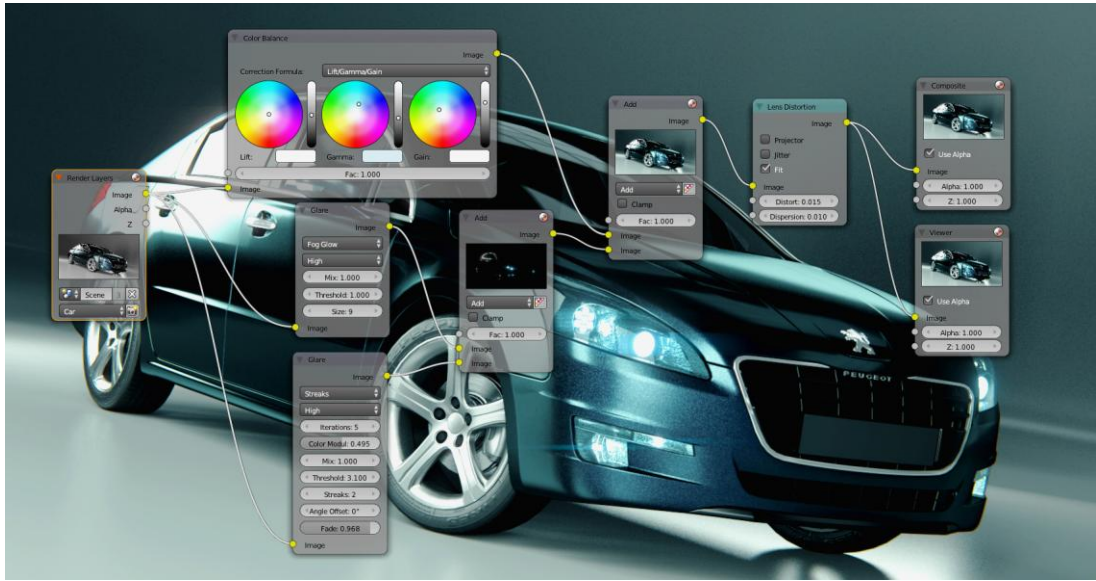 Color Balance
Image
Correction Formula:
Lift/Gamma/Gain
Lift:
Gamma:
Gain:
Fac: 1.000
Image
Render Layers
Image
Alpha
Z
Scene
Car
Glare
Image
Fog Glow
High
Mix: 1.000
Threshold: 1.000
Size: 9
Image
Glare
Image
Streaks
High
Iterations: 5
Color Modul: 0.495
Mix: 1.000
Threshold: 3.100
Streaks: 2
Angle Offset: 0°
Fade: 0.968
Image
Add
Image
Add
Clamp
Fac: 1.000
Image
Image
Add
Image
Add
Clamp
Fac: 1.000
Image
Image
Lens Distortion
Image
Projector
Jitter
Fit
Image
Distort: 0.015
Dispersion: 0.010
Composite
Use Alpha
Image
Alpha: 1.000
Z: 1.000
Viewer
Use Alpha
Image
Alpha: 1.000
Z: 1.000
PEUGEOT